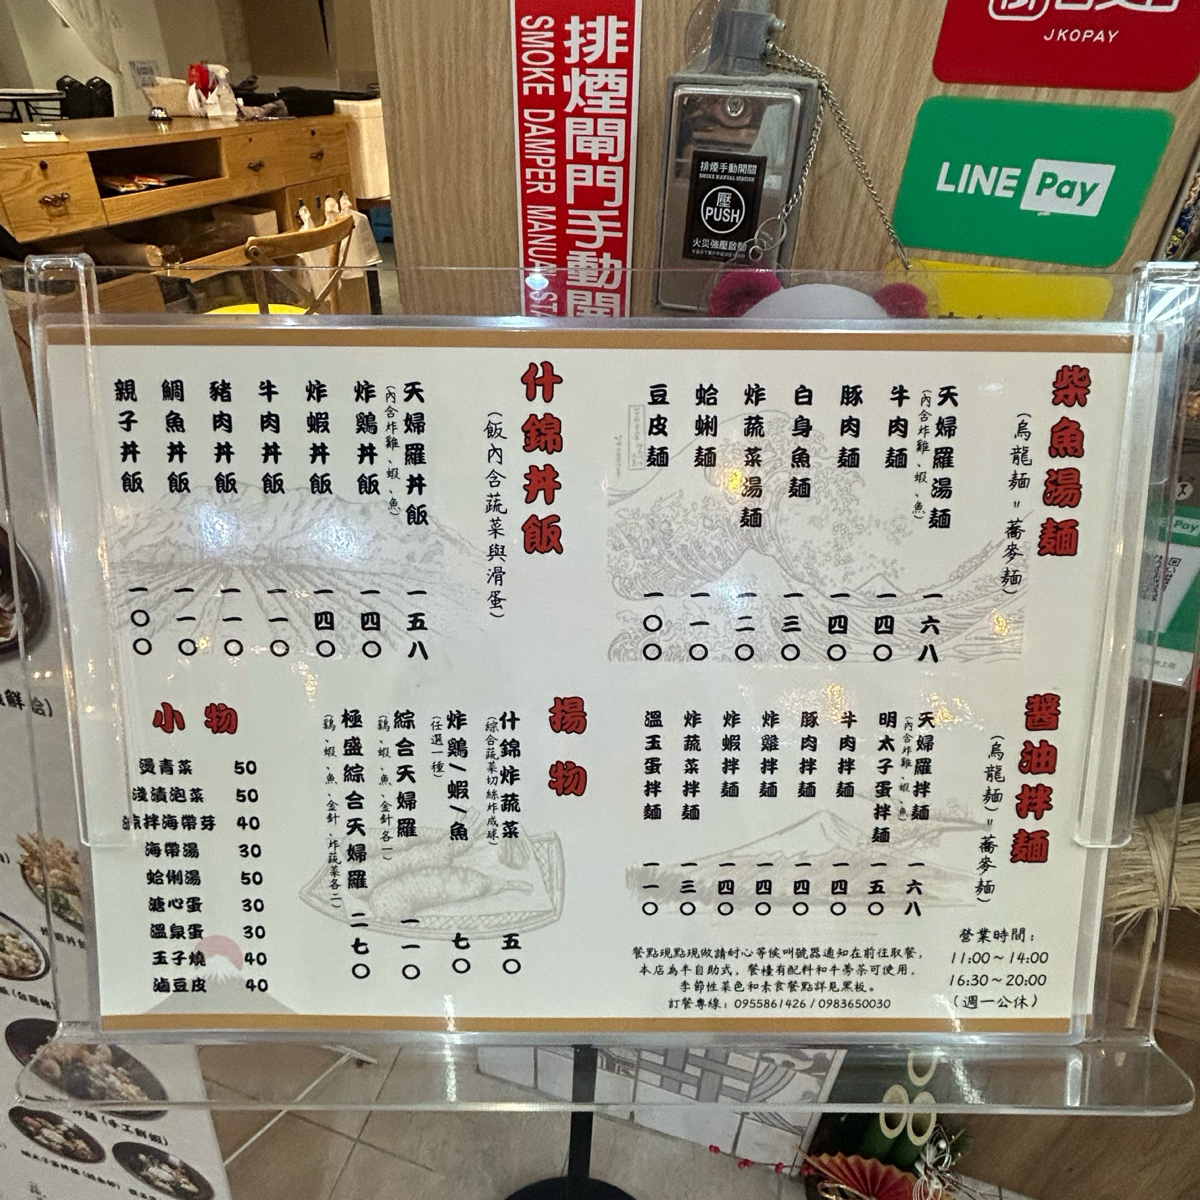 排煙閘門手動開
SMOKE DAMPER MANUAL STA
排煙手動開關
SMOKE MANUAL STATION
壓
PUSH
火災強壓啟動
JKOPAY
LINE Pay
柴魚湯麵
(烏龍麵 = 蕎麥麵)
天婦羅湯麵 一六八
(內含炸雞、蝦、魚)
牛肉麵 一四〇
豚肉麵 一四〇
白身魚麵 一三〇
炸蔬菜湯麵 一二〇
蛤蜊麵 一一〇
豆皮麵 一〇〇
什錦丼飯
(飯內含蔬菜與滑蛋)
天婦羅丼飯 一五八
(內含炸雞、蝦、魚)
炸鶏丼飯 一四〇
炸蝦丼飯 一四〇
牛肉丼飯 一一〇
豬肉丼飯 一一〇
鯛魚丼飯 一一〇
親子丼飯 一〇〇
醬油拌麵
(烏龍麵 = 蕎麥麵)
天婦羅拌麵 一六八
(內含炸雞、蝦、魚)
明太子蛋拌麵 一五〇
牛肉拌麵 一四〇
豚肉拌麵 一四〇
炸雞拌麵 一四〇
炸蝦拌麵 一四〇
炸蔬菜拌麵 一三〇
溫玉蛋拌麵 一一〇
揚物
什錦炸蔬菜 五〇
(綜合蔬菜切絲炸成球)
炸鶏/蝦/魚 七〇
(任選一種)
綜合天婦羅 一一〇
(鶏、蝦、魚、金針各一)
極盛綜合天婦羅 二七〇
(鶏、蝦、魚、金針、炸蔬菜各二)
小物
燙青菜 50
淺漬泡菜 50
涼拌海帶芽 40
海帶湯 30
蛤蜊湯 50
溏心蛋 30
溫泉蛋 30
玉子燒 40
滷豆皮 40
餐點現點現做請耐心等候叫號器通知在前往取餐,
本店為半自助式, 餐檯有配料和牛蒡茶可使用,
季節性菜色和素食餐點詳見黑板。
訂餐專線: 0955861426 / 0983650030
營業時間:
11:00~14:00
16:30~20:00
(週一公休)